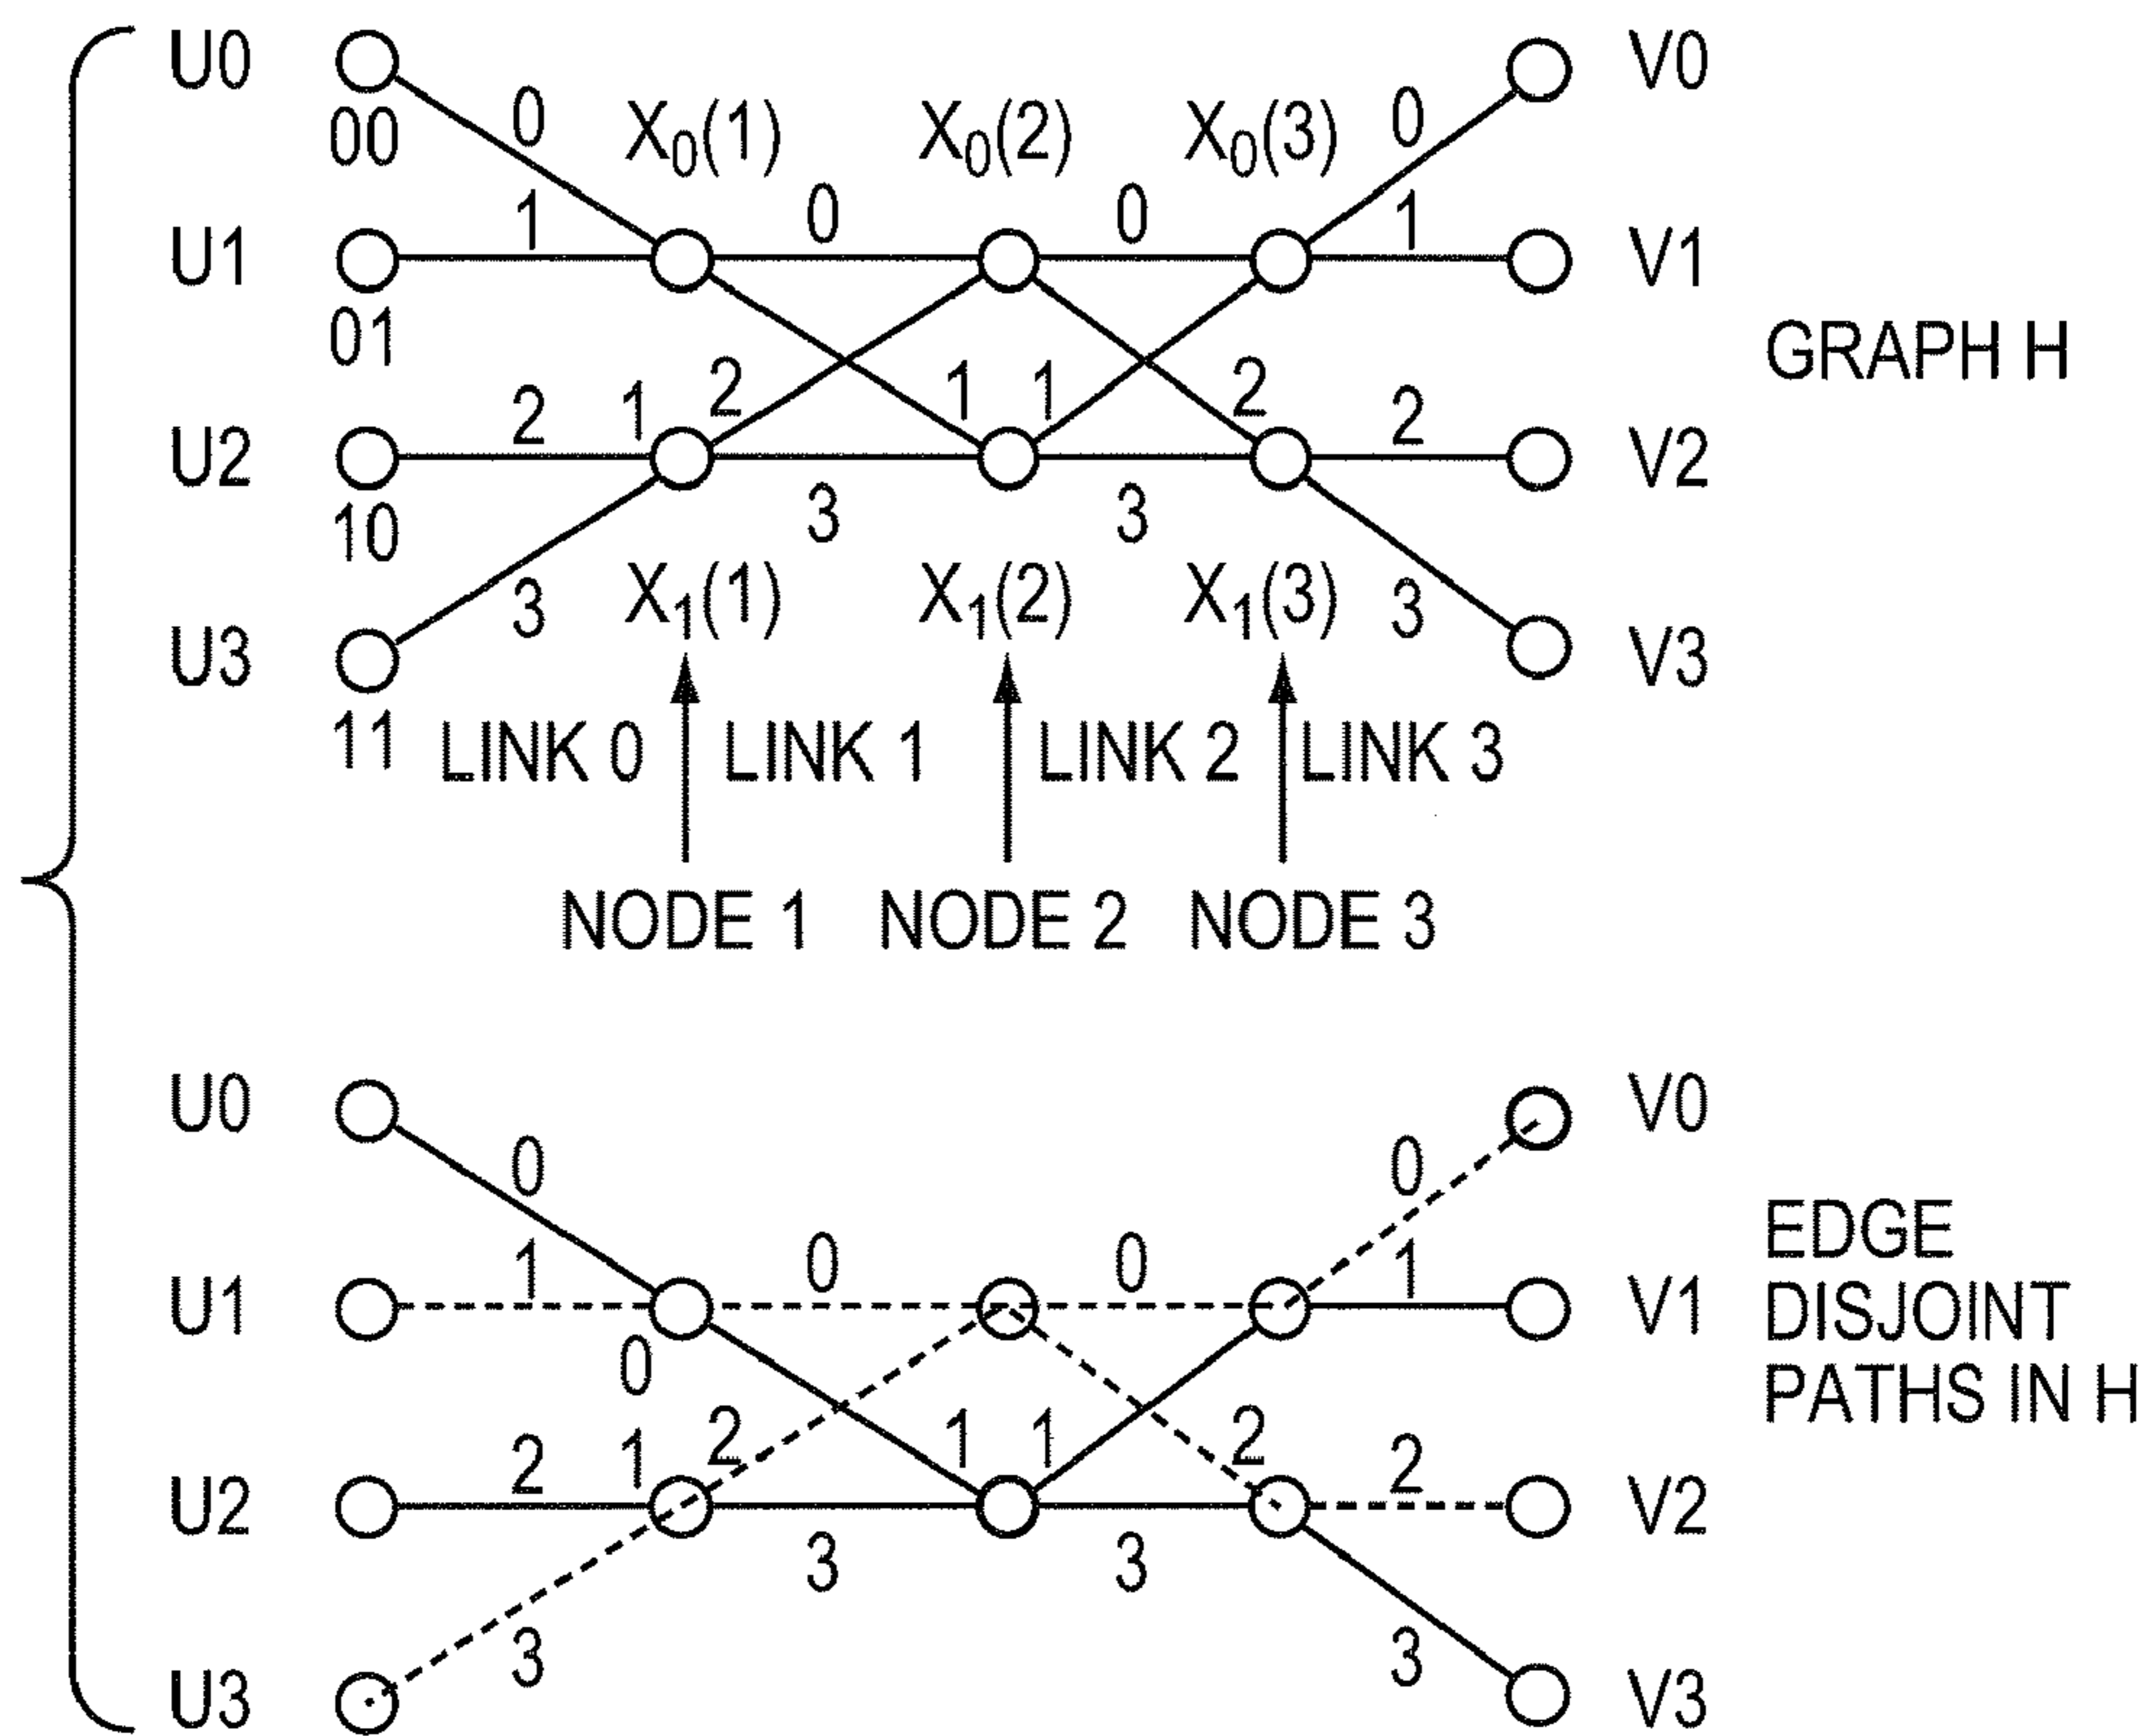 U0 0 X0(1) X0(2) X0(3) 0 V0
00
U1 1 0 0 1 V1
01
GRAPH H
U2 2 1 2 1 1 2 2 V2
10 3 3
U3 3 X1(1) X1(2) X1(3) 3 V3
11 LINK 0 LINK 1 LINK 2 LINK 3
NODE 1 NODE 2 NODE 3
U0 0 0 V0
U1 1 0 0 1 V1
0
EDGE
DISJOINT
PATHS IN H
U2 2 1 2 1 1 2 2 V2
3 3
U3 3 3 V3